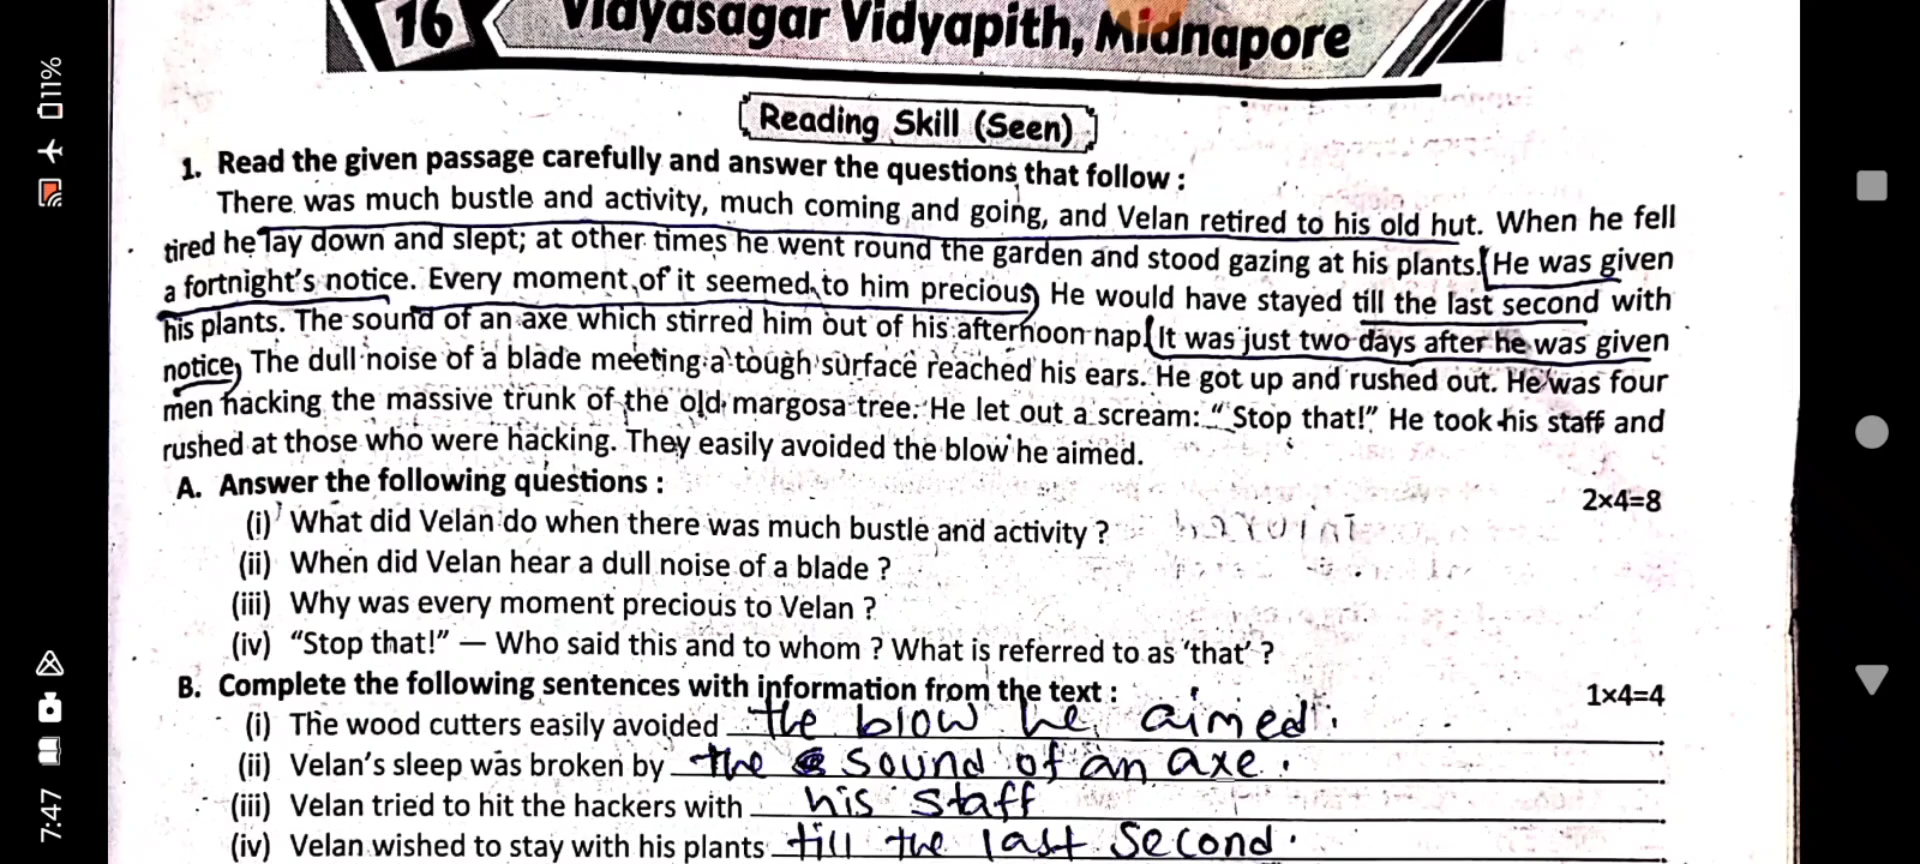 16 Vidyasagar Vidyapith, Midnapore
Reading Skill (Seen)
1. Read the given passage carefully and answer the questions that follow :
There was much bustle and activity, much coming and going, and Velan retired to his old hut. When he fell
tired he lay down and slept; at other times he went round the garden and stood gazing at his plants. He was given
a fortnight's notice. Every moment of it seemed to him precious, He would have stayed till the last second with
his plants. The sound of an axe which stirred him out of his afternoon nap. It was just two days after he was given
notice, The dull noise of a blade meeting a tough surface reached his ears. He got up and rushed out. He was four
men hacking the massive trunk of the old margosa tree. He let out a scream: "Stop that!" He took his staff and
rushed at those who were hacking. They easily avoided the blow he aimed.
A. Answer the following questions :
2×4=8
(i) What did Velan do when there was much bustle and activity ?
(ii) When did Velan hear a dull noise of a blade ?
(iii) Why was every moment precious to Velan ?
(iv) "Stop that!" — Who said this and to whom ? What is referred to as 'that' ?
B. Complete the following sentences with information from the text :
1×4=4
(i) The wood cutters easily avoided the blow he aimed.
(ii) Velan's sleep was broken by the sound of an axe.
(iii) Velan tried to hit the hackers with his staff
(iv) Velan wished to stay with his plants till the last second.
11%
7:47